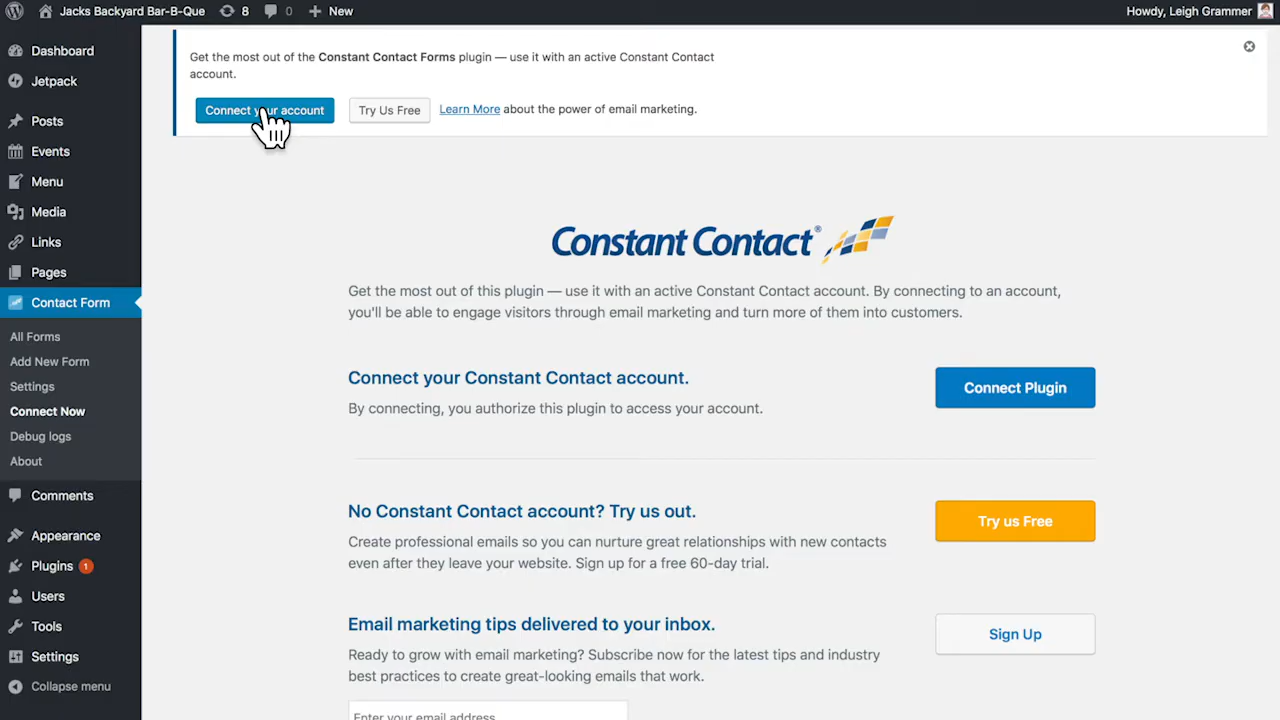 Jacks Backyard Bar-B-Que 8 0 New Howdy, Leigh Grammer
Dashboard
Jetpack
Posts
Events
Menu
Media
Links
Pages
Contact Form
All Forms
Add New Form
Settings
Connect Now
Debug logs
About
Comments
Appearance
Plugins 1
Users
Tools
Settings
Collapse menu
Get the most out of the Constant Contact Forms plugin — use it with an active Constant Contact
account.
Connect your account Try Us Free Learn More about the power of email marketing.
Constant Contact®
Get the most out of this plugin — use it with an active Constant Contact account. By connecting to an account,
you'll be able to engage visitors through email marketing and turn more of them into customers.
Connect your Constant Contact account.
By connecting, you authorize this plugin to access your account.
Connect Plugin
No Constant Contact account? Try us out.
Create professional emails so you can nurture great relationships with new contacts
even after they leave your website. Sign up for a free 60-day trial.
Try us Free
Email marketing tips delivered to your inbox.
Ready to grow with email marketing? Subscribe now for the latest tips and industry
best practices to create great-looking emails that work.
Sign Up
Enter your email address